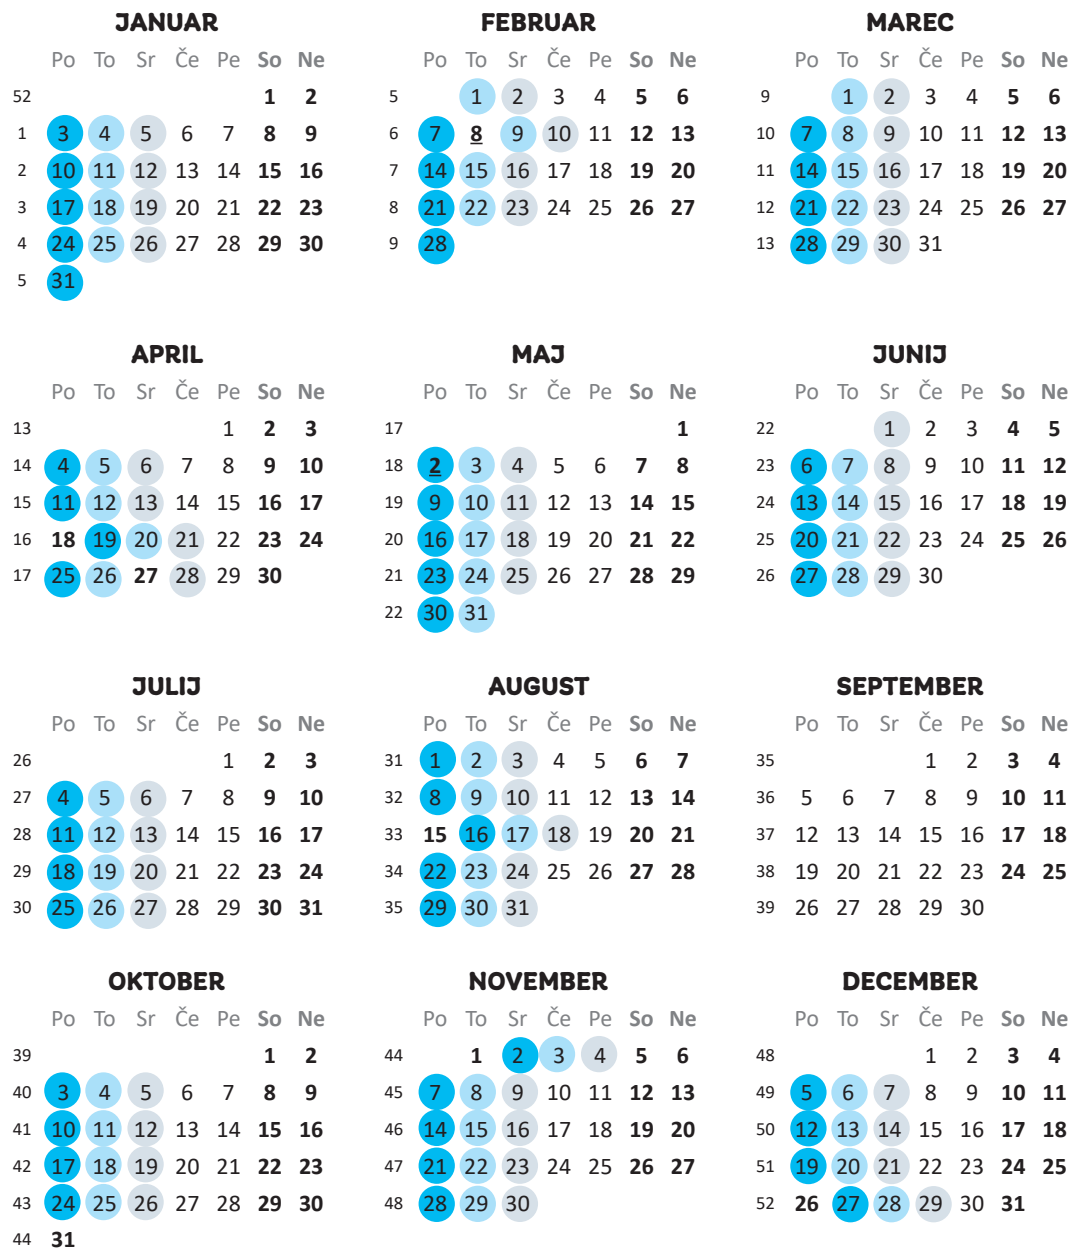 JANUAR FEBRUAR MAREC
Po To Sr Če Pe So Ne Po To Sr Če Pe So Ne Po To Sr Če Pe So Ne
52 1 2 5 1 2 3 4 5 6 9 1 2 3 4 5 6
1 3 4 5 6 7 8 9 6 7 8 9 10 11 12 13 10 7 8 9 10 11 12 13
2 10 11 12 13 14 15 16 7 14 15 16 17 18 19 20 11 14 15 16 17 18 19 20
3 17 18 19 20 21 22 23 8 21 22 23 24 25 26 27 12 21 22 23 24 25 26 27
4 24 25 26 27 28 29 30 9 28 13 28 29 30 31
5 31
APRIL MAJ JUNIJ
Po To Sr Če Pe So Ne Po To Sr Če Pe So Ne Po To Sr Če Pe So Ne
13 1 2 3 17 1 22 1 2 3 4 5
14 4 5 6 7 8 9 10 18 2 3 4 5 6 7 8 23 6 7 8 9 10 11 12
15 11 12 13 14 15 16 17 19 9 10 11 12 13 14 15 24 13 14 15 16 17 18 19
16 18 19 20 21 22 23 24 20 16 17 18 19 20 21 22 25 20 21 22 23 24 25 26
17 25 26 27 28 29 30 21 23 24 25 26 27 28 29 26 27 28 29 30
22 30 31
JULIJ AUGUST SEPTEMBER
Po To Sr Če Pe So Ne Po To Sr Če Pe So Ne Po To Sr Če Pe So Ne
26 1 2 3 31 1 2 3 4 5 6 7 35 1 2 3 4
27 4 5 6 7 8 9 10 32 8 9 10 11 12 13 14 36 5 6 7 8 9 10 11
28 11 12 13 14 15 16 17 33 15 16 17 18 19 20 21 37 12 13 14 15 16 17 18
29 18 19 20 21 22 23 24 34 22 23 24 25 26 27 28 38 19 20 21 22 23 24 25
30 25 26 27 28 29 30 31 35 29 30 31 39 26 27 28 29 30
OKTOBER NOVEMBER DECEMBER
Po To Sr Če Pe So Ne Po To Sr Če Pe So Ne Po To Sr Če Pe So Ne
39 1 2 44 1 2 3 4 5 6 48 1 2 3 4
40 3 4 5 6 7 8 9 45 7 8 9 10 11 12 13 49 5 6 7 8 9 10 11
41 10 11 12 13 14 15 16 46 14 15 16 17 18 19 20 50 12 13 14 15 16 17 18
42 17 18 19 20 21 22 23 47 21 22 23 24 25 26 27 51 19 20 21 22 23 24 25
43 24 25 26 27 28 29 30 48 28 29 30 52 26 27 28 29 30 31
44 31